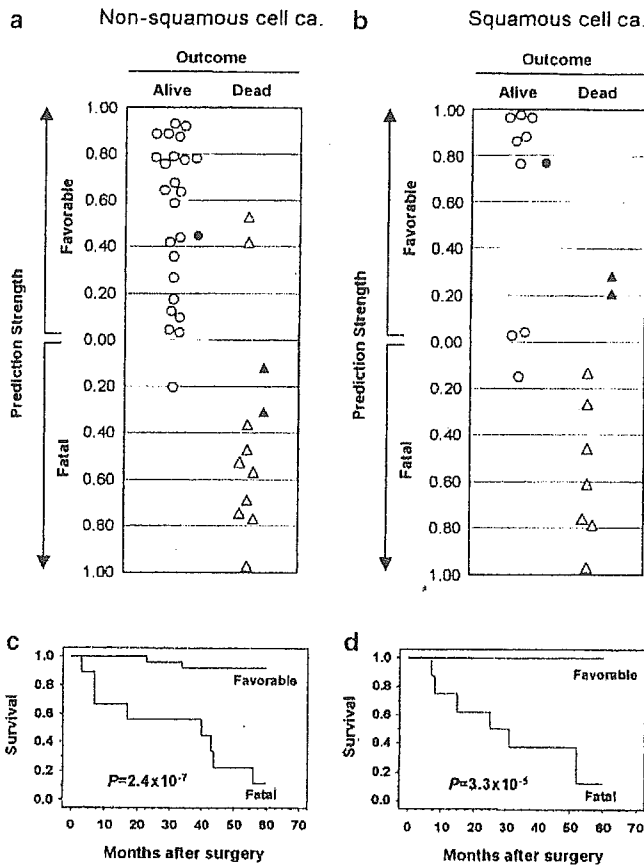 a Non-squamous cell ca.
Outcome
Alive Dead
1.00
0.80
0.40
0.20
0.00
0.20
0.40
0.60
0.80
1.00
Prediction Strength
Favorable
Fatal
b Squamous cell ca.
Outcome
Alive Dead
1.00
0.80
0.60
0.40
0.20
0.00
0.20
0.40
0.60
0.80
1.00
Prediction Strength
Favorable
Fatal
c
1.0
0.8
0.6
0.4
0.2
0.0
Survival
Favorable
P=2.4x10-7
Fatal
0 10 20 30 40 50 60 70
Months after surgery
d
1.0
0.8
0.6
0.4
0.2
0.0
Survival
Favorable
P=3.3x10-5
Fatal
0 10 20 30 40 50 60 70
Months after surgery